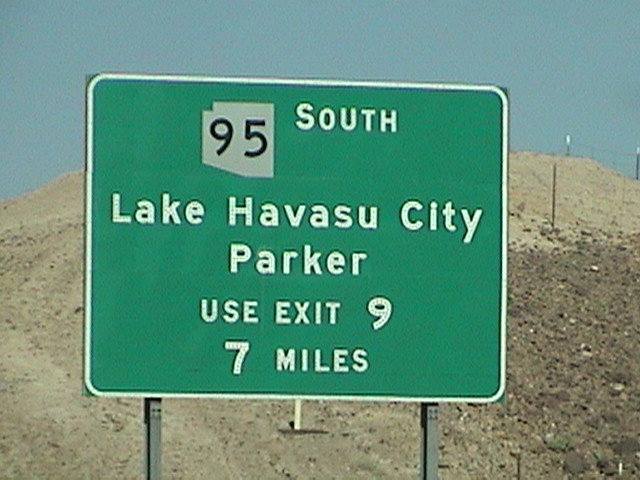 95 SOUTH
Lake Havasu City
Parker
USE EXIT 9
7 MILES